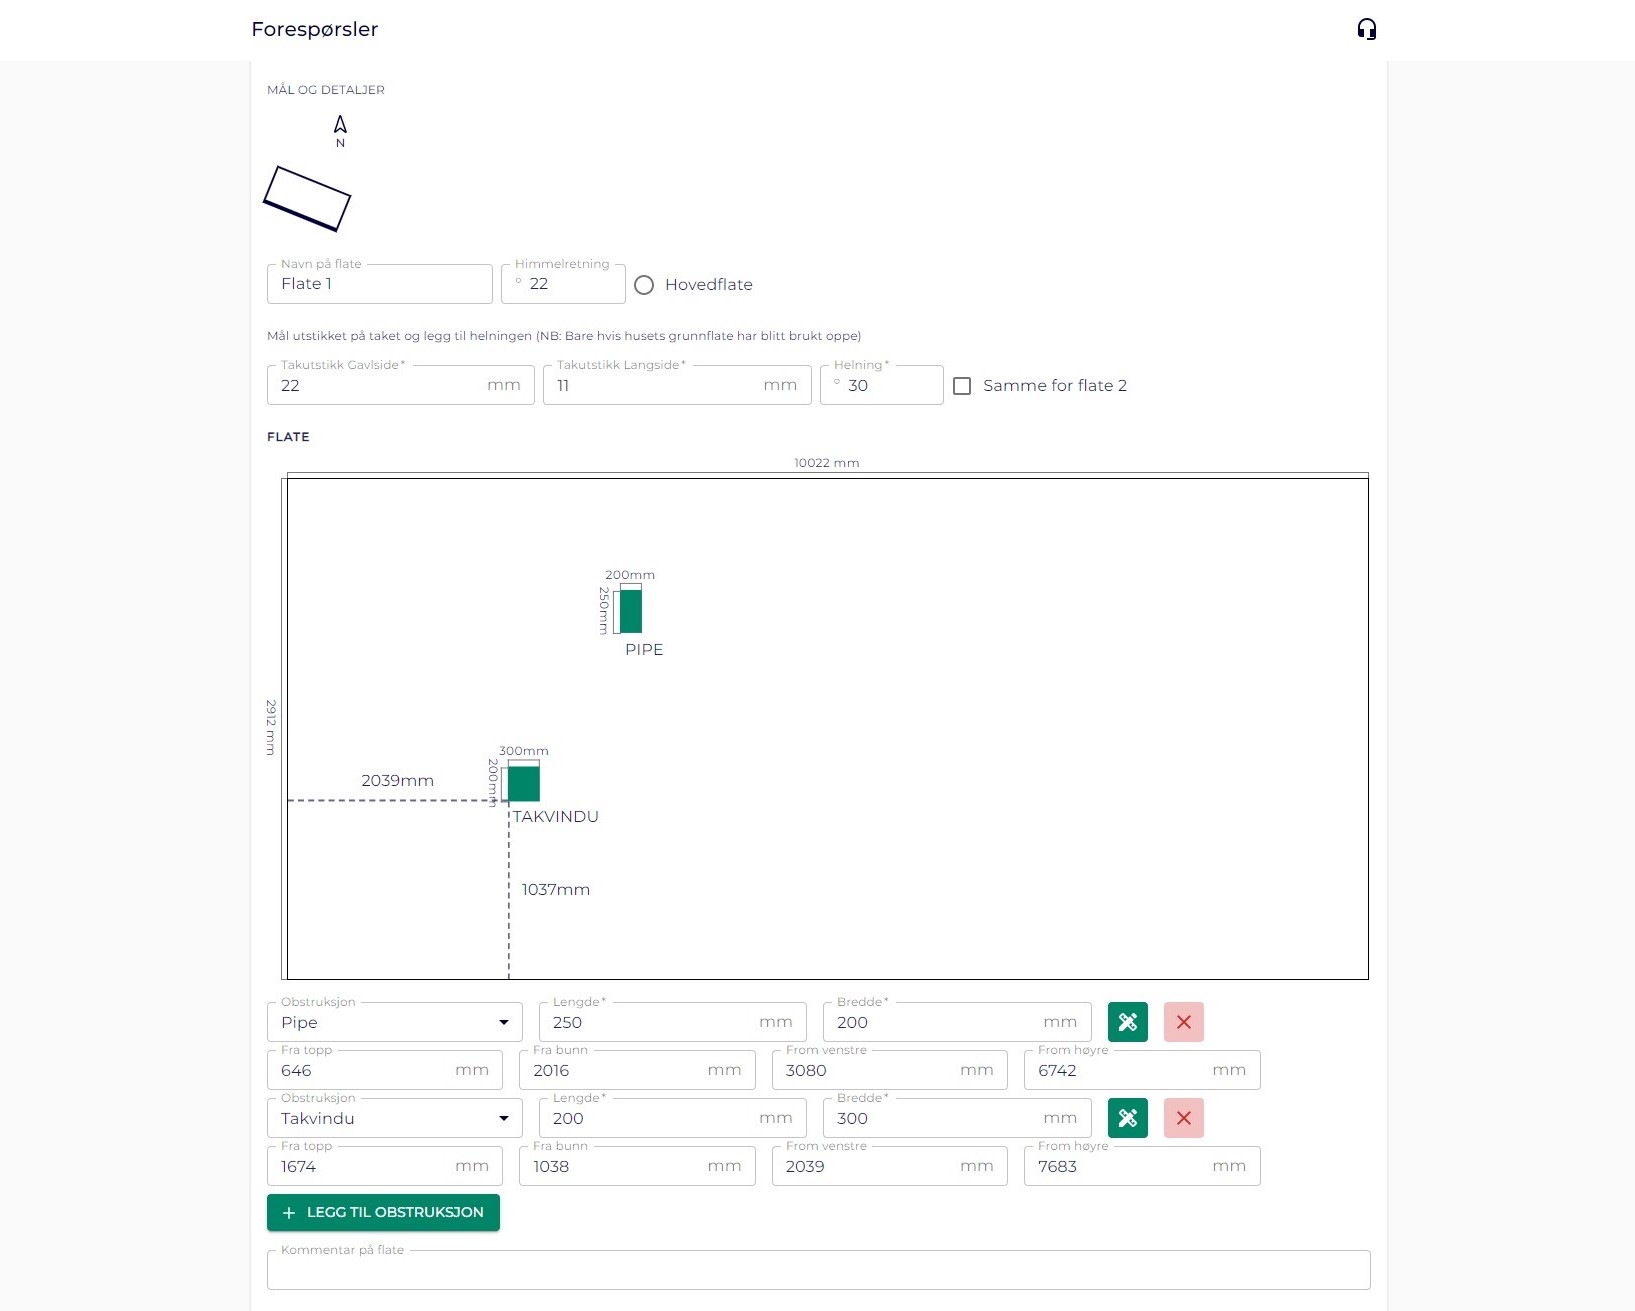 Forespørsler
MÅL OG DETALJER
N
Navn på flate
Flate 1
Himmelretning
° 22
Hovedflate
Mål utstikket på taket og legg til helningen (NB: Bare hvis husets grunnflate har blitt brukt oppe)
Takutstikk Gavlside *
22 mm
Takutstikk Langside *
11 mm
Helning *
° 30
Samme for flate 2
FLATE
10022 mm
2912 mm
200mm
250mm
PIPE
300mm
200mm
TAKVINDU
2039mm
1037mm
Obstruksjon
Pipe
Lengde *
250 mm
Bredde *
200 mm
Fra topp
646 mm
Fra bunn
2016 mm
From venstre
3080 mm
From høyre
6742 mm
Obstruksjon
Takvindu
Lengde *
200 mm
Bredde *
300 mm
Fra topp
1674 mm
Fra bunn
1038 mm
From venstre
2039 mm
From høyre
7683 mm
+ LEGG TIL OBSTRUKSJON
Kommentar på flate